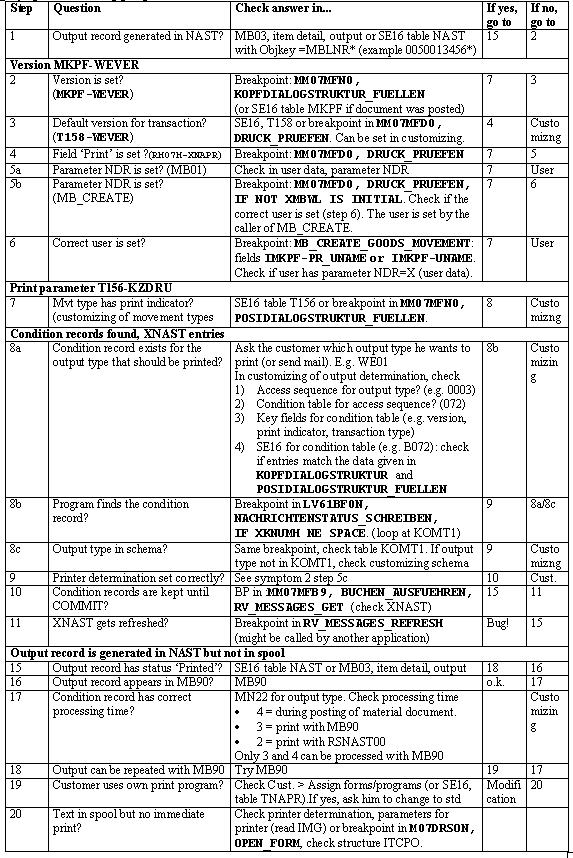 Step Question Check answer in... If yes, go to If no, go to
1 Output record generated in NAST? MB03, item detail, output or SE16 table NAST 15 2
with Objkey =MBLNR* (example 0050013456*)
Version MKPF-WEVER
2 Version is set? Breakpoint: MM07MFN0, 7 3
(MKPF-WEVER) KOPFDIALOGSTRUKTUR_FUELLEN
(or SE16 table MKPF if document was posted)
3 Default version for transaction? SE16, T158 or breakpoint in MM07MFD0, 4 Custo
(T158-WEVER) DRUCK_PRUEFEN. Can be set in customizing. mizng
4 Field 'Print' is set ?(RM07M-XNAPR) Breakpoint: MM07MFD0, DRUCK_PRUEFEN 7 5
5a Parameter NDR is set? (MB01) Check in user data, parameter NDR 7 User
5b Parameter NDR is set? Breakpoint: MM07MFD0, DRUCK_PRUEFEN, 7 6
(MB_CREATE) IF NOT XMBWL IS INITIAL. Check if the
correct user is set (step 6). The user is set by the
caller of MB_CREATE.
6 Correct user is set? Breakpoint: MB_CREATE_GOODS_MOVEMENT: 7 User
fields IMKPF-PR_UNAME or IMKPF-UNAME.
Check if user has parameter NDR=X (user data).
Print parameter T156-KZDRU
7 Mvt type has print indicator? SE16 table T156 or breakpoint in MM07MFN0, 8 Custo
(customizing of movement types POSIDIALOGSTRUKTUR_FUELLEN. mizng
Condition records found, XNAST entries
8a Condition record exists for the Ask the customer which output type he wants to 8b Custo
output type that should be printed? print (or send mail). E.g. WE01 mizin
In customizing of output determination, check g
1) Access sequence for output type? (e.g. 0003)
2) Condition table for access sequence? (072)
3) Key fields for condition table (e.g. version,
print indicator, transaction type)
4) SE16 for condition table (e.g. B072): check
if entries match the data given in
KOPFDIALOGSTRUKTUR and
POSIDIALOGSTRUKTUR_FUELLEN
8b Program finds the condition Breakpoint in LV61BF0N, 9 8a/8c
record? NACHRICHTENSTATUS_SCHREIBEN,
IF XKNUMH NE SPACE. (loop at KOMT1)
8c Output type in schema? Same breakpoint, check table KOMT1. If output 9 Custo
type not in KOMT1, check customizing schema mizng
9 Printer determination set correctly? See symptom 2 step 5c 10 Cust.
10 Condition records are kept until BP in MM07MFB9, BUCHEN_AUSFUEHREN, 15 11
COMMIT? RV_MESSAGES_GET (check XNAST)
11 XNAST gets refreshed? Breakpoint in RV_MESSAGES_REFRESH Bug! 15
(might be called by another application)
Output record is generated in NAST but not in spool
15 Output record has status 'Printed'? SE16 table NAST or MB03, item detail, output 18 16
16 Output record appears in MB90? MB90 o.k. 17
17 Condition record has correct MN22 for output type. Check processing time Custo
processing time? • 4 = during posting of material document. mizin
• 3 = print with MB90 g
• 2 = print with RSNAST00
Only 3 and 4 can be processed with MB90
18 Output can be repeated with MB90 Try MB90 19 17
19 Customer uses own print program? Check Cust. > Assign forms/programs (or SE16, Modifi 20
table TNAPR).If yes, ask him to change to std cation
20 Text in spool but no immediate Check printer determination, parameters for
print? printer (read IMG) or breakpoint in M07DRSON,
OPEN_FORM, check structure ITCPO.